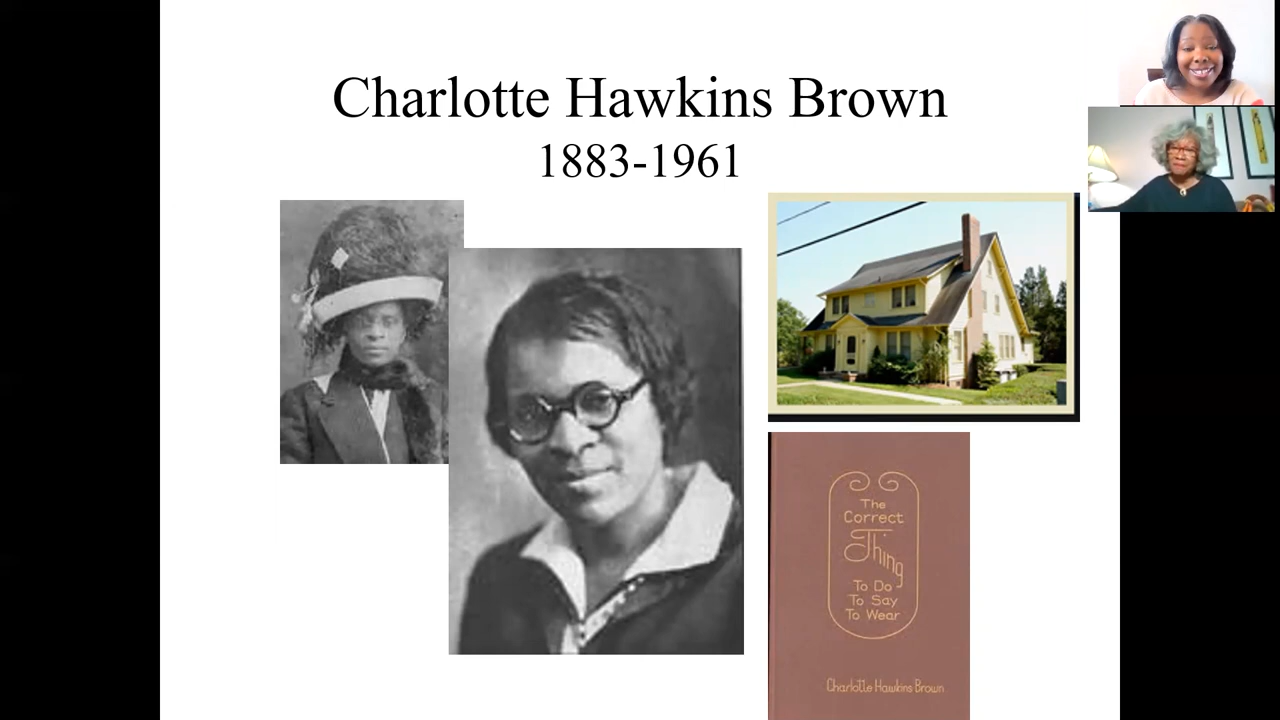 Charlotte Hawkins Brown
1883-1961
The
Correct
Thing
To Do
To Say
To Wear
Charlotte Hawkins Brown